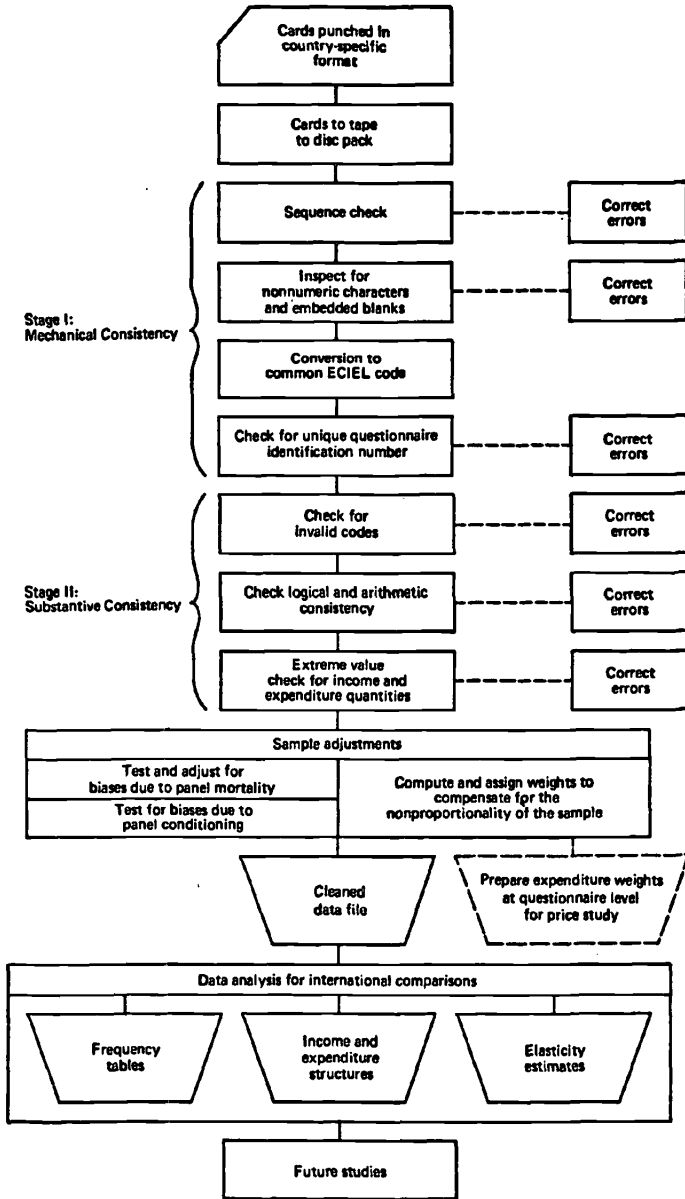 Cards punched in
country-specific
format
Cards to tape
to disc pack
Sequence check
Correct
errors
Inspect for
nonnumeric characters
and embedded blanks
Correct
errors
Stage I:
Mechanical Consistency
Conversion to
common ECIEL code
Check for unique questionnaire
identification number
Correct
errors
Check for
invalid codes
Correct
errors
Stage II:
Substantive Consistency
Check logical and arithmetic
consistency
Correct
errors
Extreme value
check for income and
expenditure quantities
Correct
errors
Sample adjustments
Test and adjust for
biases due to panel mortality
Test for biases due to
panel conditioning
Compute and assign weights to
compensate for the
nonproportionality of the sample
Cleaned
data file
Prepare expenditure weights
at questionnaire level
for price study
Data analysis for international comparisons
Frequency
tables
Income and
expenditure
structures
Elasticity
estimates
Future studies